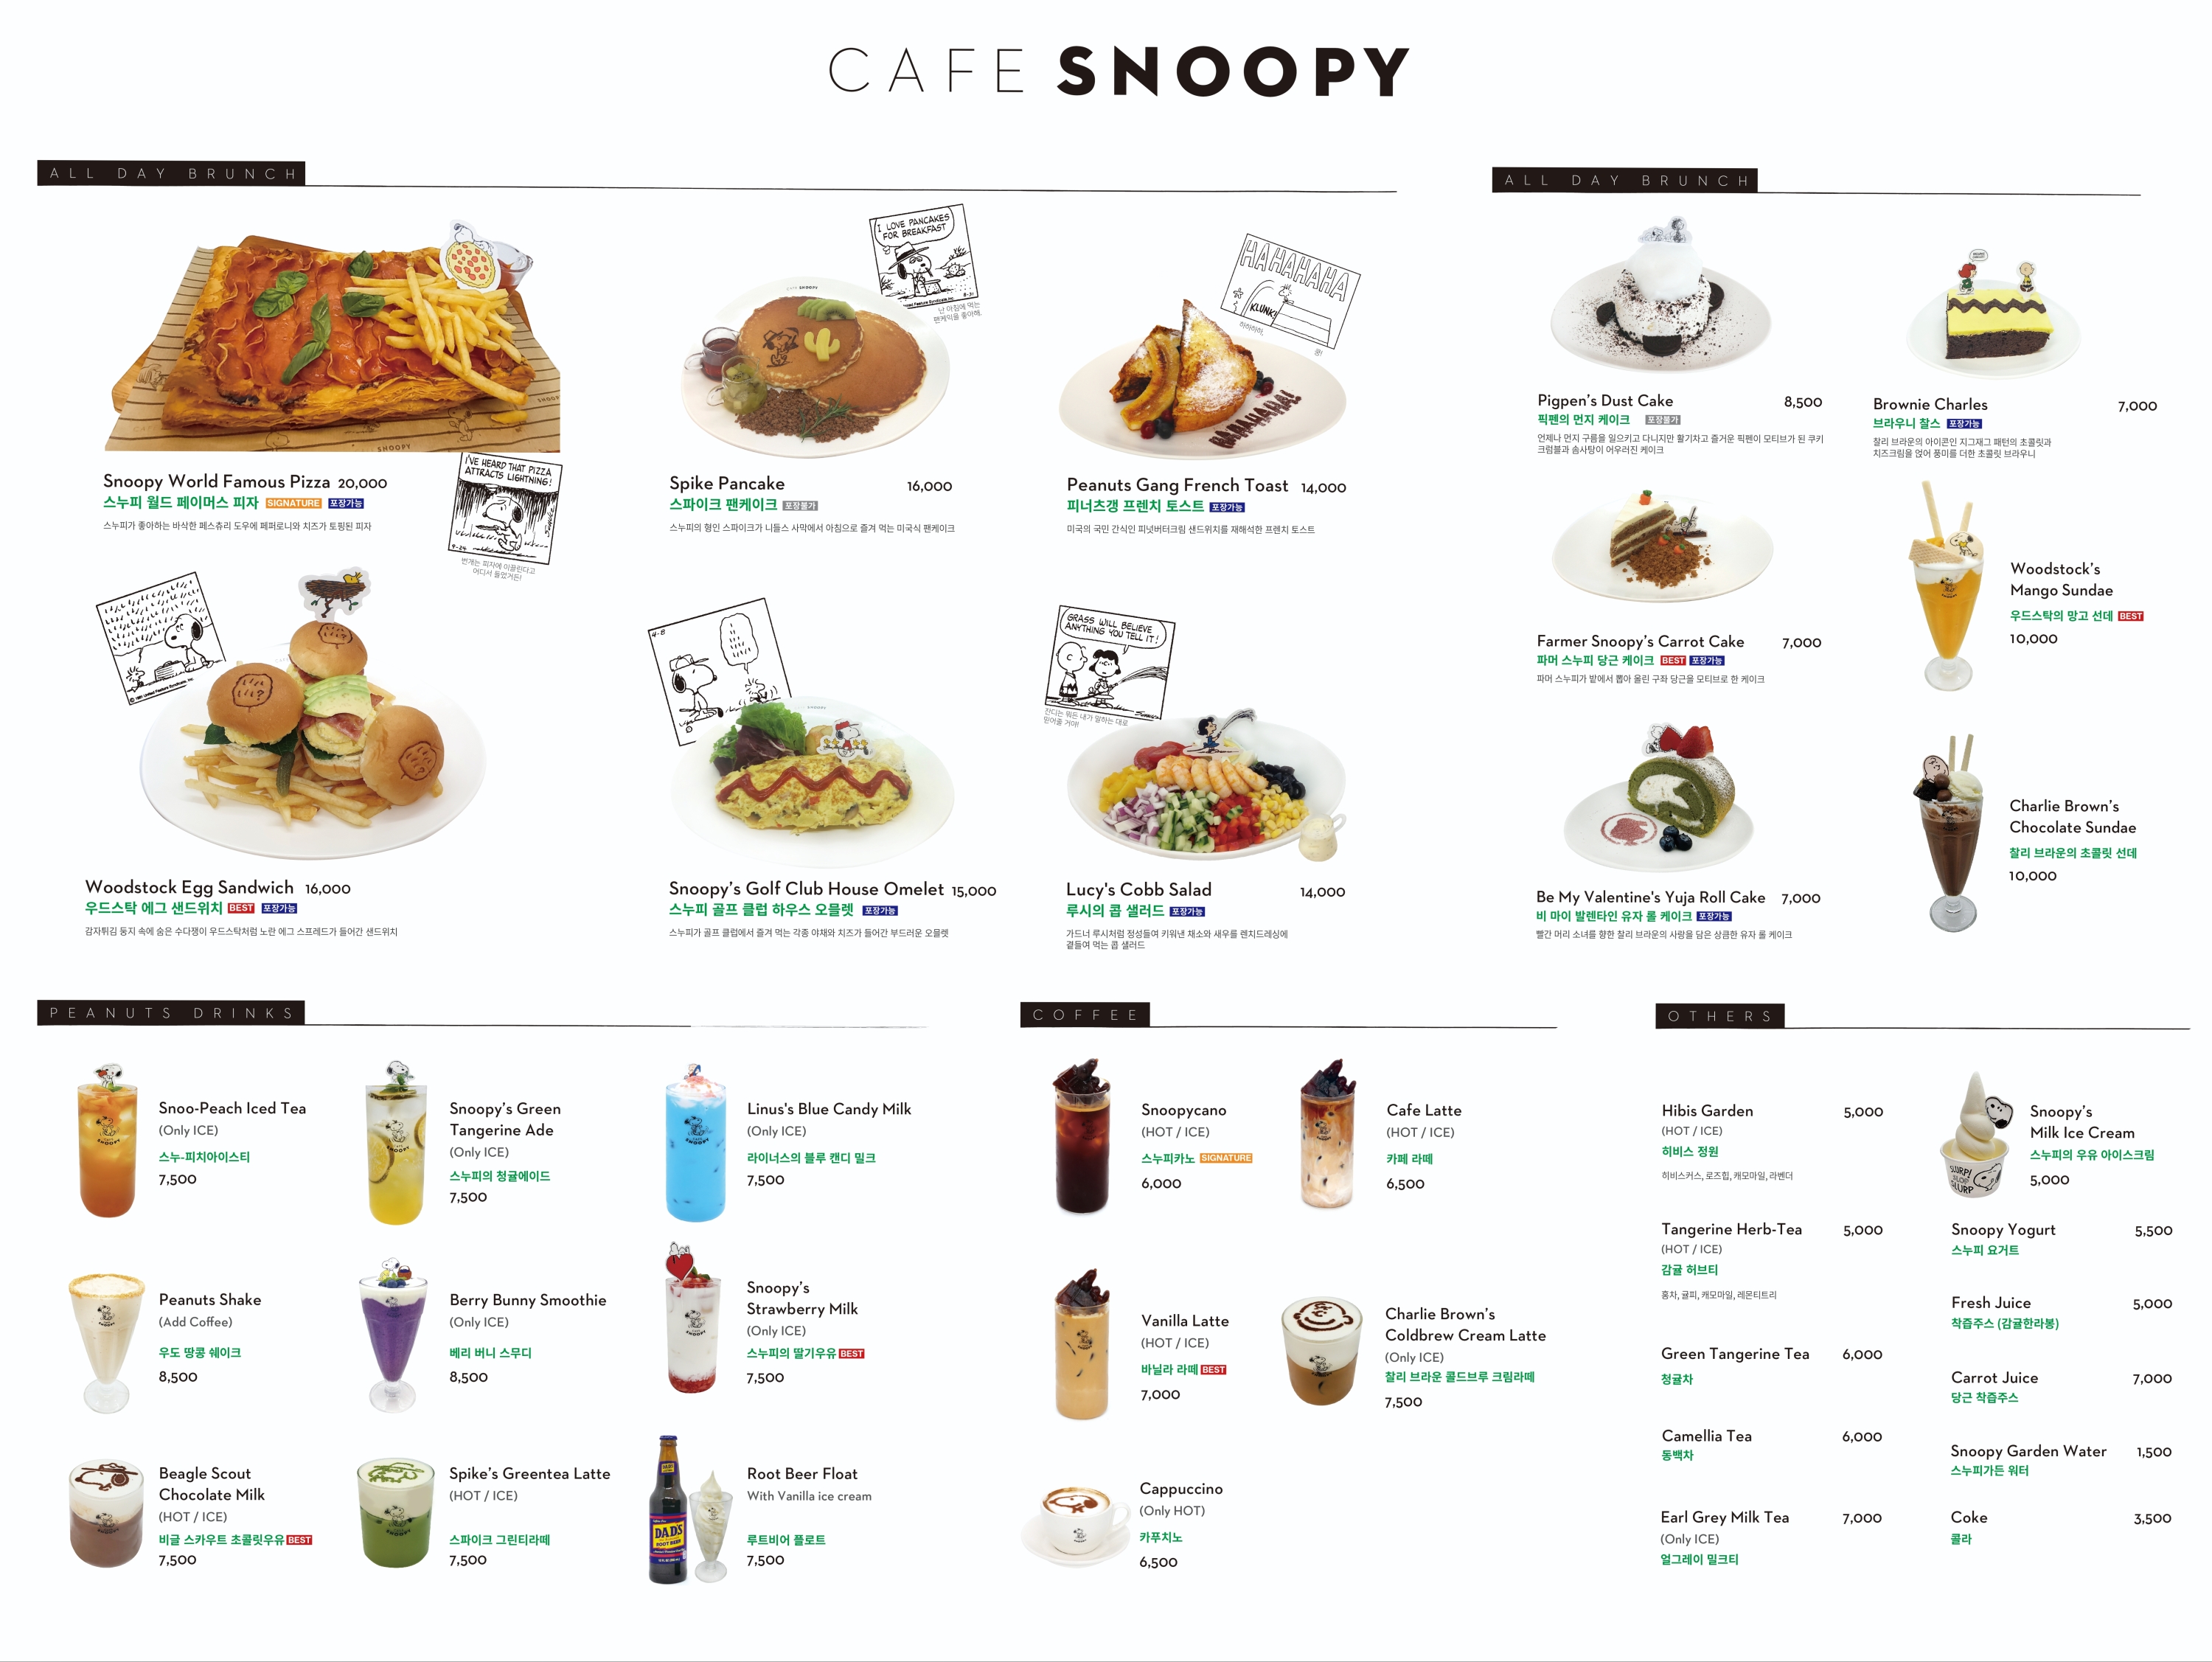 CAFE SNOOPY
ALL DAY BRUNCH
I LOVE PANCAKES
FOR BREAKFAST
난 아침에 먹는
팬케익을 좋아해.
HAHAHAHA
KLUNK!
하하하하.
쿵!
Snoopy World Famous Pizza 20,000
스누피 월드 페이머스 피자 SIGNATURE 포장가능
스누피가 좋아하는 바삭한 페스츄리 도우에 페퍼로니와 치즈가 토핑된 피자
I'VE HEARD THAT PIZZA
ATTRACTS LIGHTNING!
9-24
번개는 피자에 이끌린다고
어디서 들었거든!
Spike Pancake 16,000
스파이크 팬케이크 포장불가
스누피의 형인 스파이크가 니들스 사막에서 아침으로 즐겨 먹는 미국식 팬케이크
Peanuts Gang French Toast 14,000
피너츠갱 프렌치 토스트 포장가능
미국의 국민 간식인 피넛버터크림 샌드위치를 재해석한 프렌치 토스트
Woodstock Egg Sandwich 16,000
우드스탁 에그 샌드위치 BEST 포장가능
감자튀김 둥지 속에 숨은 수다쟁이 우드스탁처럼 노란 에그 스프레드가 들어간 샌드위치
4-8
Snoopy's Golf Club House Omelet 15,000
스누피 골프 클럽 하우스 오믈렛 포장가능
스누피가 골프 클럽에서 즐겨 먹는 각종 야채와 치즈가 들어간 부드러운 오믈렛
GRASS WILL BELIEVE
ANYTHING YOU TELL IT!
잔디는 뭐든 내가 말하는 대로
믿어줄 거야!
Lucy's Cobb Salad 14,000
루시의 콥 샐러드 포장가능
가드너 루시처럼 정성들여 키워낸 채소와 새우를 렌치드레싱에
곁들여 먹는 콥 샐러드
ALL DAY BRUNCH
Pigpen's Dust Cake 8,500
픽펜의 먼지 케이크 포장불가
언제나 먼지 구름을 일으키고 다니지만 활기차고 즐거운 픽펜이 모티브가 된 쿠키
크럼블과 솜사탕이 어우러진 케이크
Brownie Charles 7,000
브라우니 찰스 포장가능
찰리 브라운의 아이콘인 지그재그 패턴의 초콜릿과
치즈크림을 얹어 풍미를 더한 초콜릿 브라우니
Farmer Snoopy's Carrot Cake 7,000
파머 스누피 당근 케이크 BEST 포장가능
파머 스누피가 밭에서 뽑아 올린 구좌 당근을 모티브로 한 케이크
Woodstock's
Mango Sundae
우드스탁의 망고 선데 BEST
10,000
Be My Valentine's Yuja Roll Cake 7,000
비 마이 발렌타인 유자 롤 케이크 포장가능
빨간 머리 소녀를 향한 찰리 브라운의 사랑을 담은 상큼한 유자 롤 케이크
Charlie Brown's
Chocolate Sundae
찰리 브라운의 초콜릿 선데
10,000
PEANUTS DRINKS
Snoo-Peach Iced Tea
(Only ICE)
스누-피치아이스티
7,500
Snoopy's Green
Tangerine Ade
(Only ICE)
스누피의 청귤에이드
7,500
Linus's Blue Candy Milk
(Only ICE)
라이너스의 블루 캔디 밀크
7,500
Peanuts Shake
(Add Coffee)
우도 땅콩 쉐이크
8,500
Berry Bunny Smoothie
(Only ICE)
베리 버니 스무디
8,500
Snoopy's
Strawberry Milk
(Only ICE)
스누피의 딸기우유 BEST
7,500
Beagle Scout
Chocolate Milk
(HOT / ICE)
비글 스카우트 초콜릿우유 BEST
7,500
Spike's Greentea Latte
(HOT / ICE)
스파이크 그린티라떼
7,500
DAD'S
ROOT BEER
Root Beer Float
With Vanilla ice cream
루트비어 플로트
7,500
COFFEE
Snoopycano
(HOT / ICE)
스누피카노 SIGNATURE
6,000
Cafe Latte
(HOT / ICE)
카페 라떼
6,500
Vanilla Latte
(HOT / ICE)
바닐라 라떼 BEST
7,000
Charlie Brown's
Coldbrew Cream Latte
(Only ICE)
찰리 브라운 콜드브루 크림라떼
7,500
Cappuccino
(Only HOT)
카푸치노
6,500
OTHERS
Hibis Garden 5,000
(HOT / ICE)
히비스 정원
히비스커스, 로즈힙, 캐모마일, 라벤더
Tangerine Herb-Tea 5,000
(HOT / ICE)
감귤 허브티
홍차, 귤피, 캐모마일, 레몬티트리
Green Tangerine Tea 6,000
청귤차
Camellia Tea 6,000
동백차
Earl Grey Milk Tea 7,000
(Only ICE)
얼그레이 밀크티
SLURP!
SLURP
Snoopy's
Milk Ice Cream
스누피의 우유 아이스크림
5,000
Snoopy Yogurt 5,500
스누피 요거트
Fresh Juice 5,000
착즙주스 (감귤한라봉)
Carrot Juice 7,000
당근 착즙주스
Snoopy Garden Water 1,500
스누피가든 워터
Coke 3,500
콜라